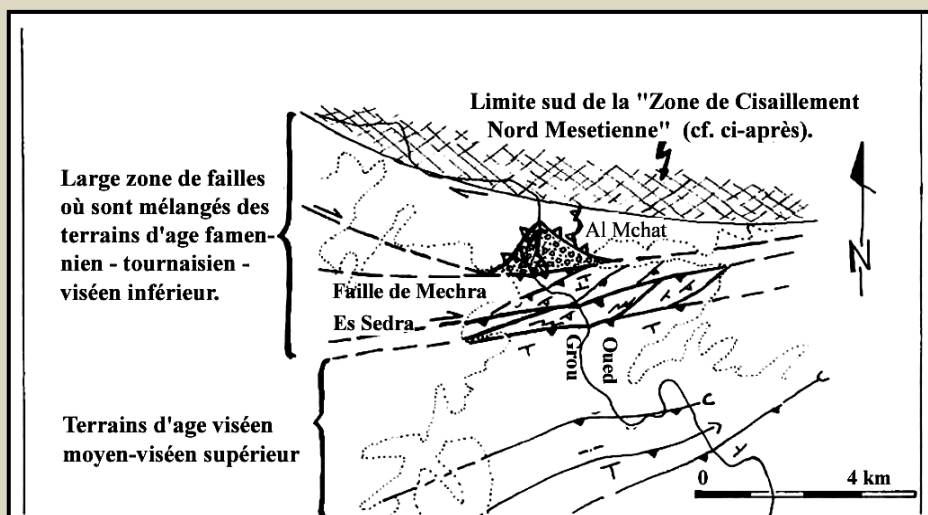 Limite sud de la "Zone de Cisaillement
Nord Mesetienne" (cf. ci-après).
Large zone de failles
où sont mélangés des
terrains d'age famen-
nien - tournaisien -
viséen inférieur.
Al Mchat
N
Faille de Mechra
Es Sedra
Oued
Grou
Terrains d'age viséen
moyen-viséen supérieur
0 4 km